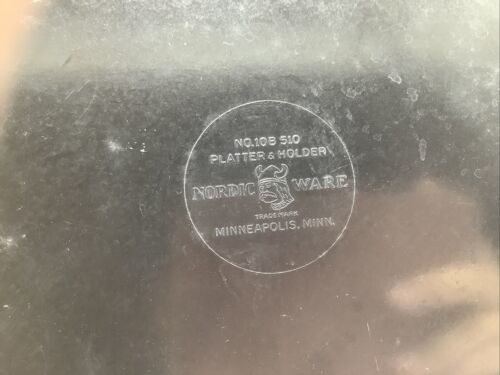 NO. 10B 510
PLATTER & HOLDER
NORDIC WARE
TRADE MARK
MINNEAPOLIS, MINN.